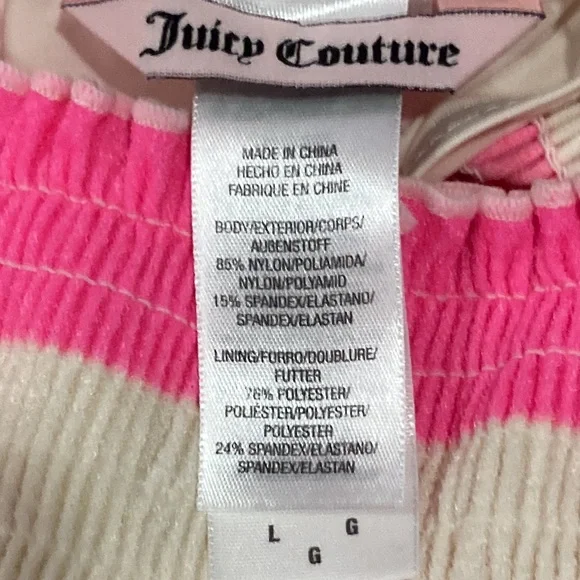 Juicy Couture
MADE IN CHINA
HECHO EN CHINA
FABRIQUE EN CHINE
BODY/EXTERIOR/CORPS/
AUBENSTOFF
85% NYLON/POLIAMIDA/
NYLON/POLYAMID
15% SPANDEX/ELASTANO/
SPANDEX/ELASTAN
LINING/FORRO/DOUBLURE/
FUTTER
76% POLYESTER/
POLIÉSTER/POLYESTER/
POLYESTER
24% SPANDEX/ELASTANO/
SPANDEX/ELASTAN
L G
G